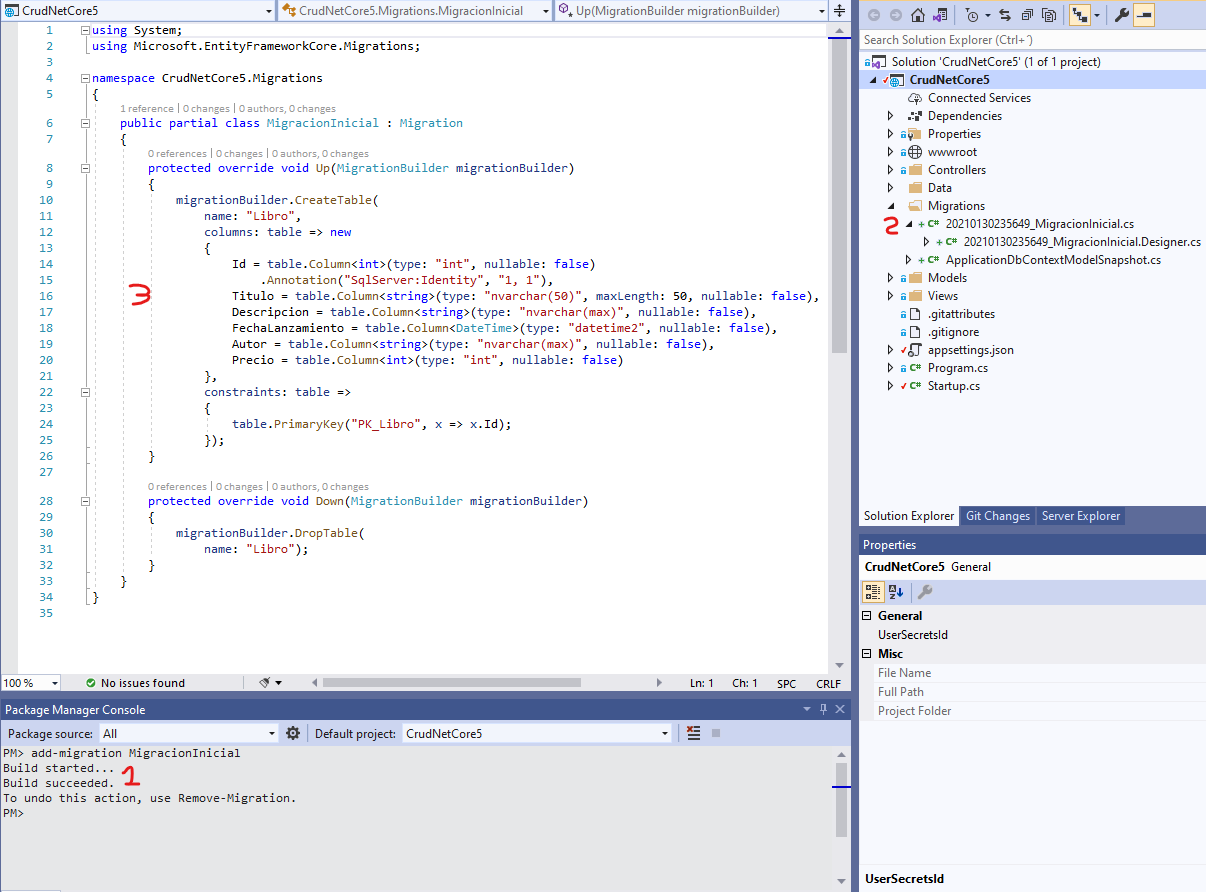 CrudNetCore5 CrudNetCore5.Migrations.MigracionInicial Up(MigrationBuilder migrationBuilder)
1 using System;
2 using Microsoft.EntityFrameworkCore.Migrations;
3
4 namespace CrudNetCore5.Migrations
5 {
1 reference | 0 changes | 0 authors, 0 changes
6 public partial class MigracionInicial : Migration
7 {
0 references | 0 changes | 0 authors, 0 changes
8 protected override void Up(MigrationBuilder migrationBuilder)
9 {
10 migrationBuilder.CreateTable(
11 name: "Libro",
12 columns: table => new
13 {
14 Id = table.Column<int>(type: "int", nullable: false)
15 .Annotation("SqlServer:Identity", "1, 1"),
16 Titulo = table.Column<string>(type: "nvarchar(50)", maxLength: 50, nullable: false),
17 Descripcion = table.Column<string>(type: "nvarchar(max)", nullable: false),
18 FechaLanzamiento = table.Column<DateTime>(type: "datetime2", nullable: false),
19 Autor = table.Column<string>(type: "nvarchar(max)", nullable: false),
20 Precio = table.Column<int>(type: "int", nullable: false)
21 },
22 constraints: table =>
23 {
24 table.PrimaryKey("PK_Libro", x => x.Id);
25 });
26 }
27
0 references | 0 changes | 0 authors, 0 changes
28 protected override void Down(MigrationBuilder migrationBuilder)
29 {
30 migrationBuilder.DropTable(
31 name: "Libro");
32 }
33 }
34 }
35
3
100 % No issues found Ln: 1 Ch: 1 SPC CRLF
Package Manager Console
Package source: All Default project: CrudNetCore5
PM> add-migration MigracionInicial
Build started...
Build succeeded.
1
To undo this action, use Remove-Migration.
PM>
Search Solution Explorer (Ctrl+´)
Solution 'CrudNetCore5' (1 of 1 project)
CrudNetCore5
Connected Services
Dependencies
Properties
wwwroot
Controllers
Data
Migrations
2 20210130235649_MigracionInicial.cs
20210130235649_MigracionInicial.Designer.cs
ApplicationDbContextModelSnapshot.cs
Models
Views
.gitattributes
.gitignore
appsettings.json
C# Program.cs
C# Startup.cs
Solution Explorer Git Changes Server Explorer
Properties
CrudNetCore5 General
General
UserSecretsId
Misc
File Name
Full Path
Project Folder
UserSecretsId